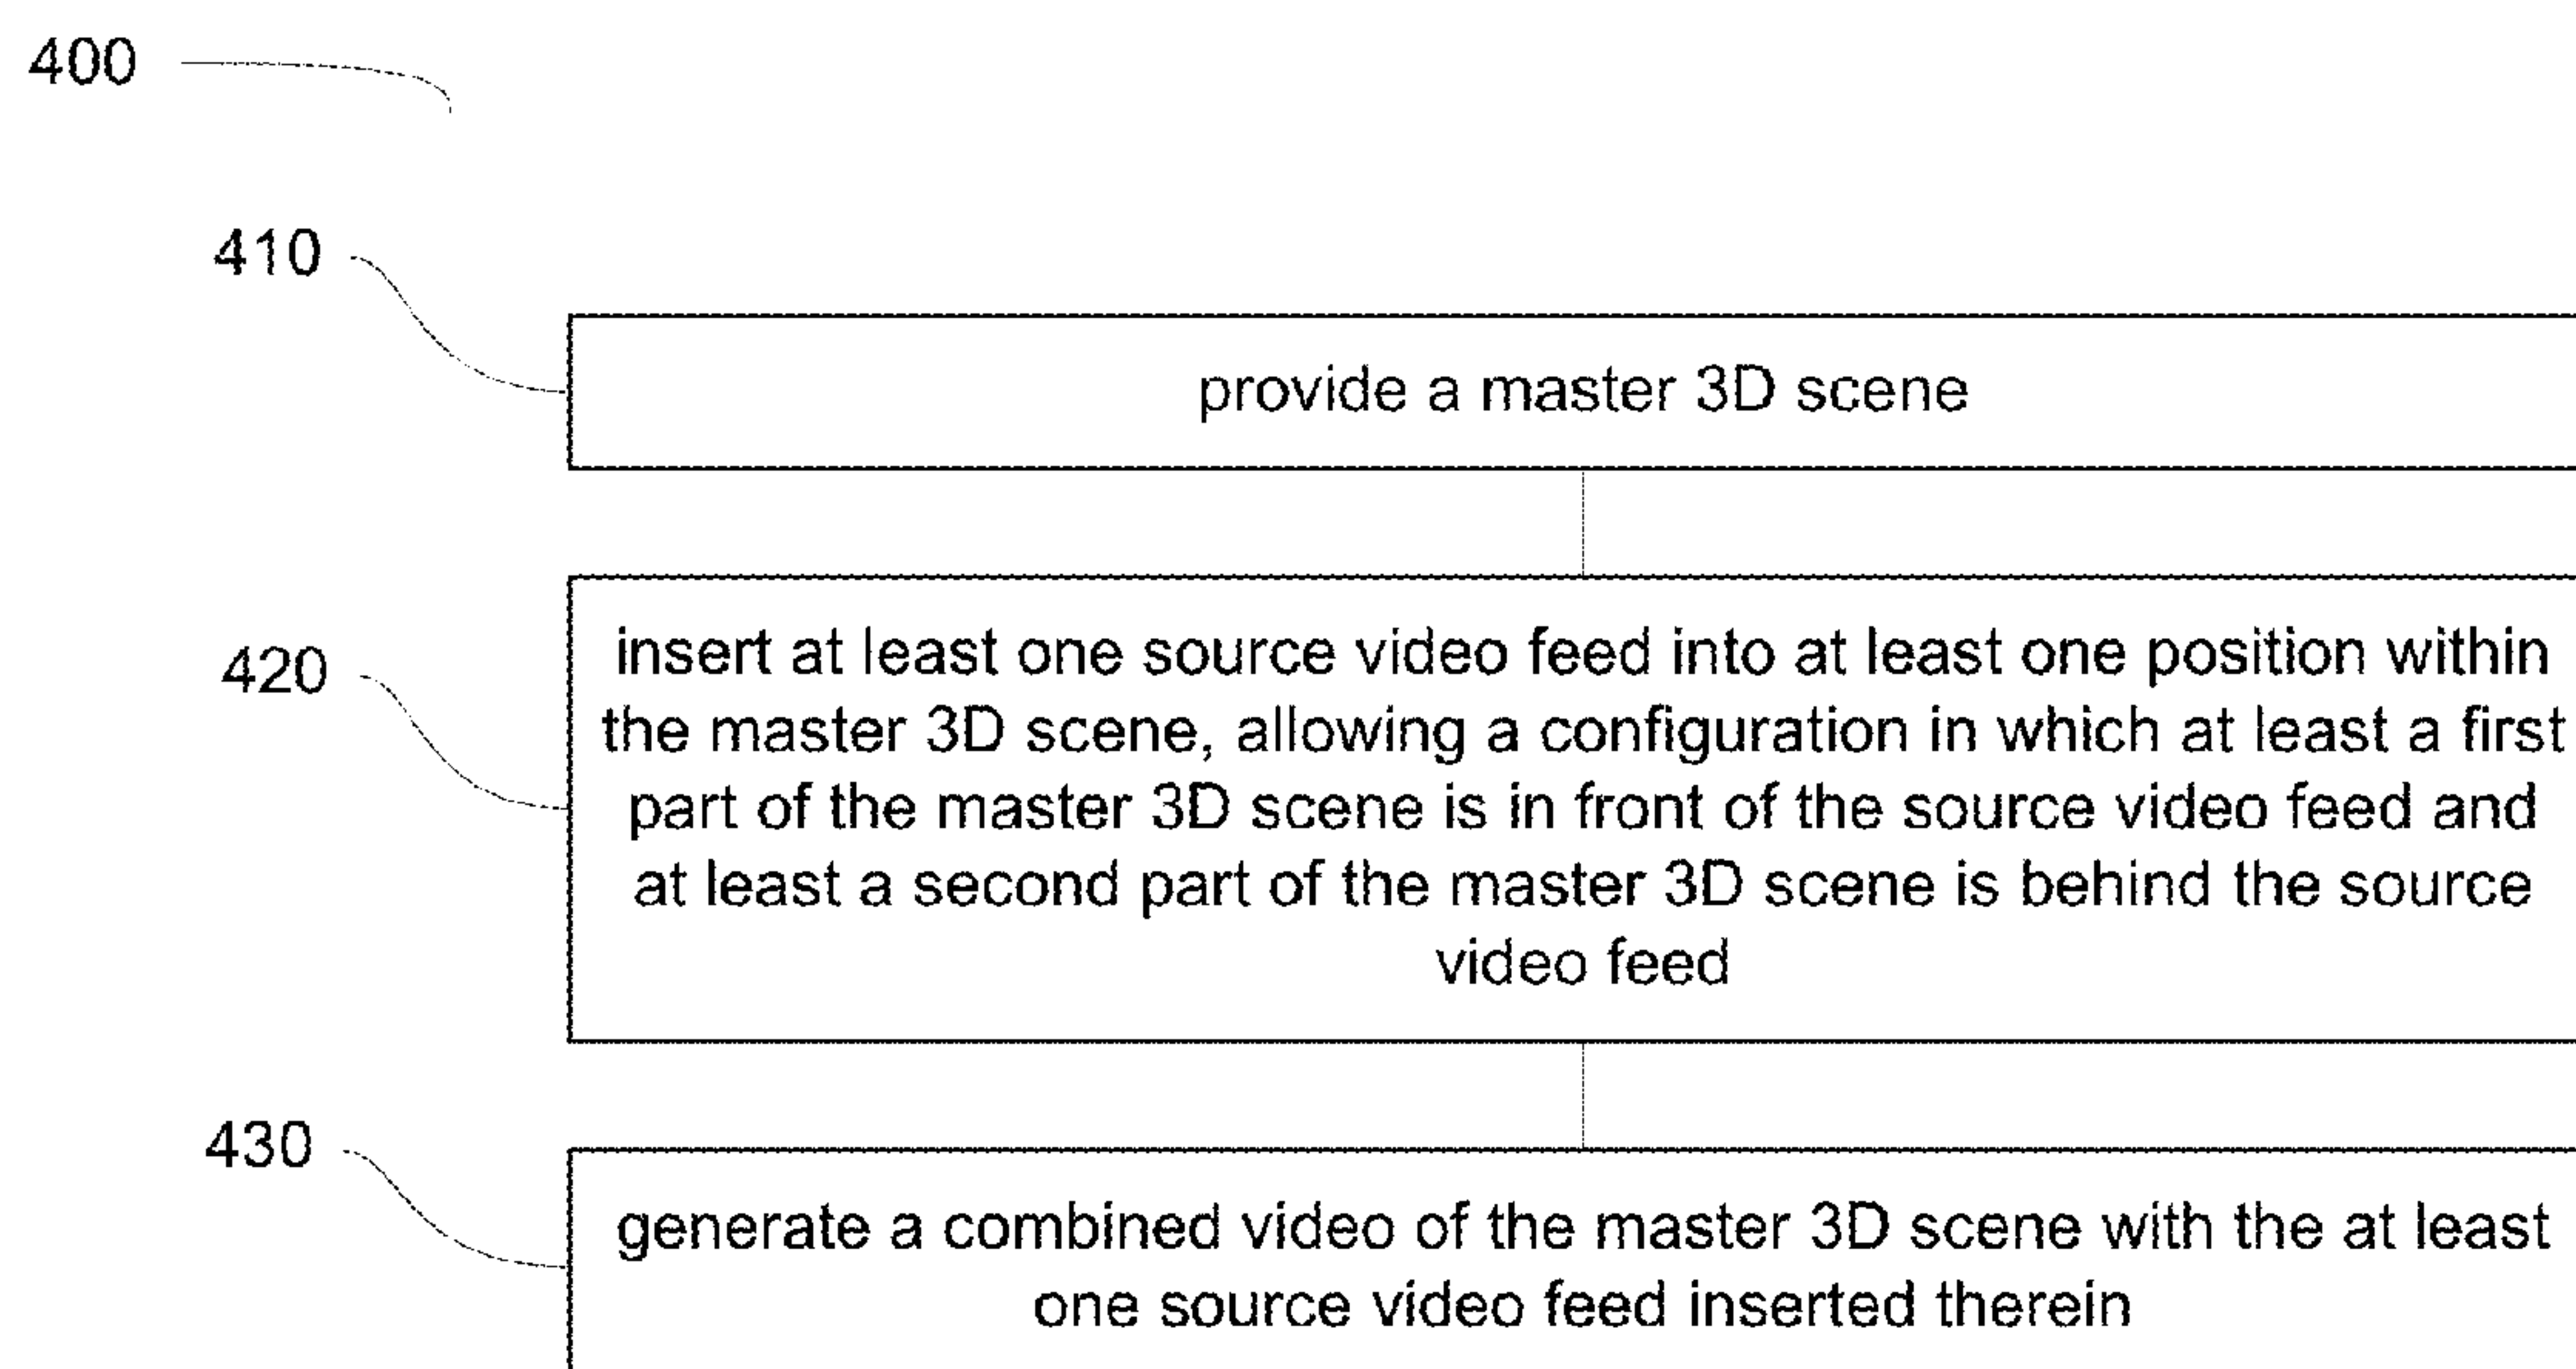 400
410
provide a master 3D scene
420
insert at least one source video feed into at least one position within
the master 3D scene, allowing a configuration in which at least a first
part of the master 3D scene is in front of the source video feed and
at least a second part of the master 3D scene is behind the source
video feed
430
generate a combined video of the master 3D scene with the at least
one source video feed inserted therein